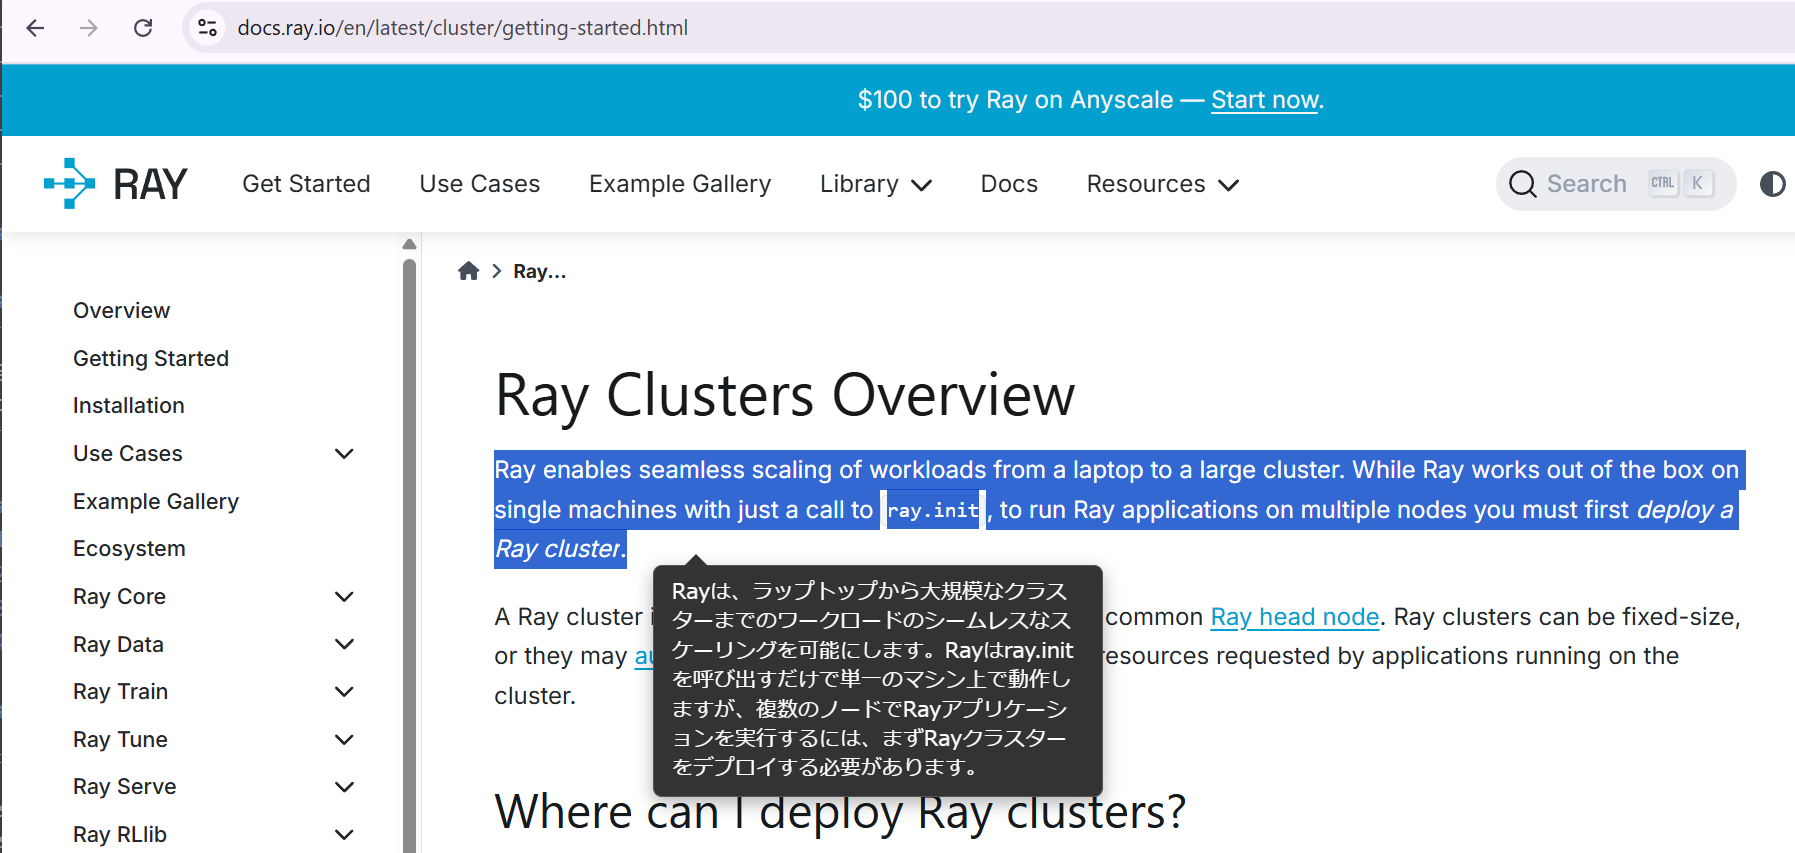 docs.ray.io/en/latest/cluster/getting-started.html
$100 to try Ray on Anyscale — Start now.
RAY
Get Started
Use Cases
Example Gallery
Library
Docs
Resources
Search
CTRL
K
Overview
Getting Started
Installation
Use Cases
Example Gallery
Ecosystem
Ray Core
Ray Data
Ray Train
Ray Tune
Ray Serve
Ray RLlib
Ray...
Ray Clusters Overview
Ray enables seamless scaling of workloads from a laptop to a large cluster. While Ray works out of the box on
single machines with just a call to ray.init, to run Ray applications on multiple nodes you must first deploy a
Ray cluster.
A Ray cluster common Ray head node. Ray clusters can be fixed-size,
or they may resources requested by applications running on the
cluster.
Rayは、ラップトップから大規模なクラス
ターまでのワークロードのシームレスなス
ケーリングを可能にします。Rayはray.init
を呼び出すだけで単一のマシン上で動作し
ますが、複数のノードでRayアプリケーシ
ョンを実行するには、まずRayクラスター
をデプロイする必要があります。
Where can I deploy Ray clusters?